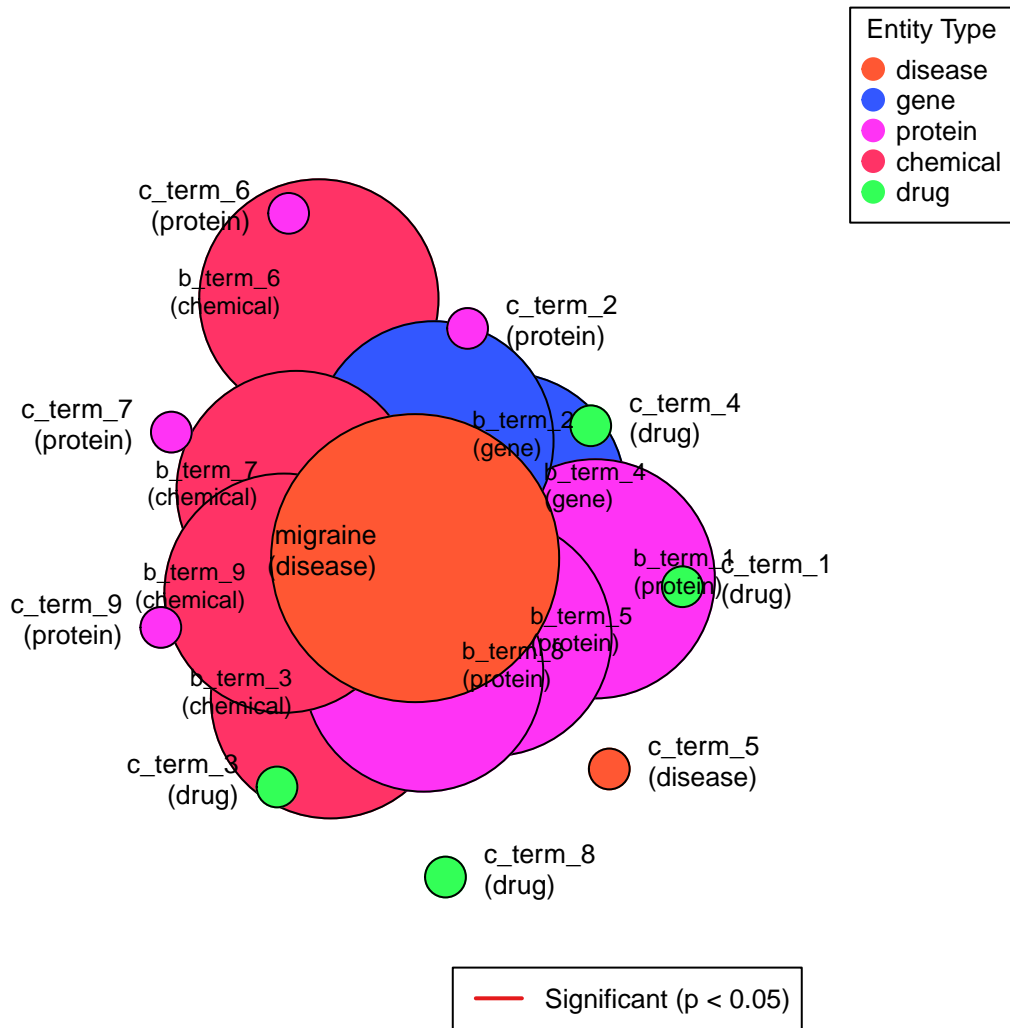 Entity Type
disease
gene
protein
chemical
drug
c_term_6
(protein)
b_term_6
(chemical)
c_term_2
(protein)
c_term_7
(protein)
c_term_4
(drug)
b_term_2
(gene)
b_term_7
(chemical)
b_term_4
(gene)
migraine
(disease)
b_term_1
(protein)
c_term_1
(drug)
b_term_9
(chemical)
c_term_9
(protein)
b_term_5
(protein)
b_term_8
(protein)
b_term_3
(chemical)
c_term_3
(drug)
c_term_5
(disease)
c_term_8
(drug)
Significant (p < 0.05)